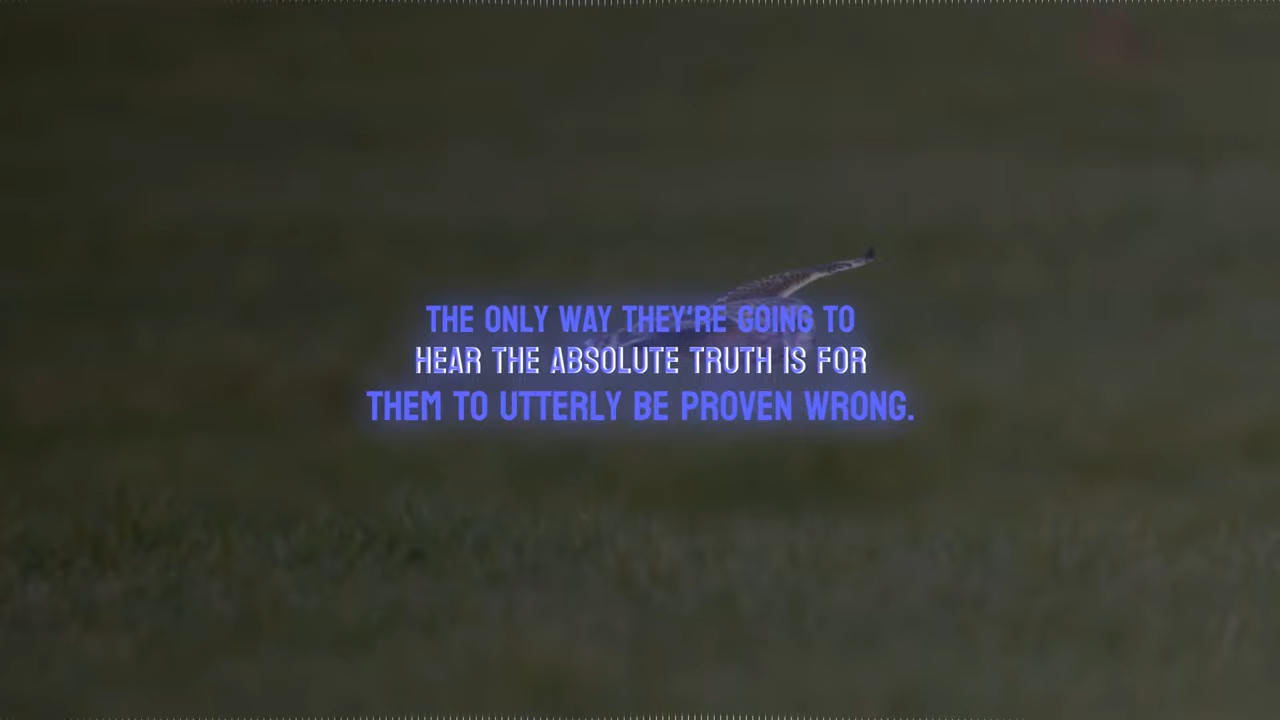 THE ONLY WAY THEY'RE GOING TO
HEAR THE ABSOLUTE TRUTH IS FOR
THEM TO UTTERLY BE PROVEN WRONG.